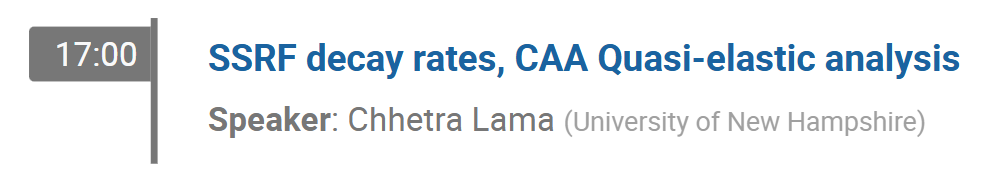 17:00
SSRF decay rates, CAA Quasi-elastic analysis
Speaker: Chhetra Lama (University of New Hampshire)